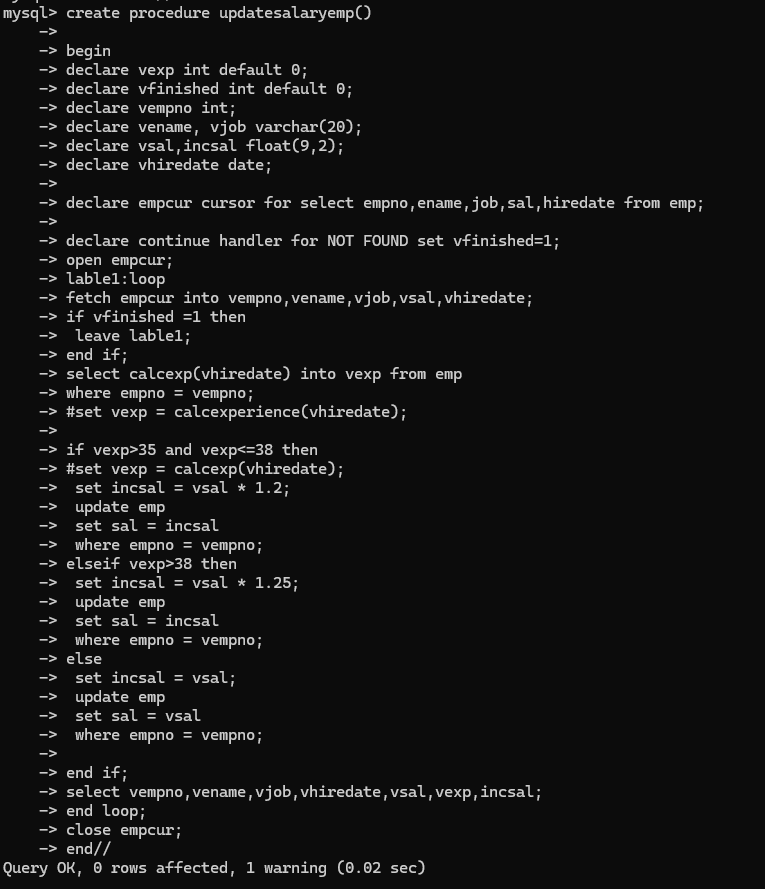 mysql> create procedure updatesalaryemp()
    ->
    -> begin
    -> declare vexp int default 0;
    -> declare vfinished int default 0;
    -> declare vempno int;
    -> declare vename, vjob varchar(20);
    -> declare vsal,incsal float(9,2);
    -> declare vhiredate date;
    ->
    -> declare empcur cursor for select empno,ename,job,sal,hiredate from emp;
    ->
    -> declare continue handler for NOT FOUND set vfinished=1;
    -> open empcur;
    -> lable1:loop
    -> fetch empcur into vempno,vename,vjob,vsal,vhiredate;
    -> if vfinished =1 then
    ->  leave lable1;
    -> end if;
    -> select calcexp(vhiredate) into vexp from emp
    -> where empno = vempno;
    -> #set vexp = calcexperience(vhiredate);
    ->
    -> if vexp>35 and vexp<=38 then
    -> #set vexp = calcexp(vhiredate);
    ->  set incsal = vsal * 1.2;
    ->  update emp
    ->  set sal = incsal
    ->  where empno = vempno;
    -> elseif vexp>38 then
    ->  set incsal = vsal * 1.25;
    ->  update emp
    ->  set sal = incsal
    ->  where empno = vempno;
    -> else
    ->  set incsal = vsal;
    ->  update emp
    ->  set sal = vsal
    ->  where empno = vempno;
    ->
    -> end if;
    -> select vempno,vename,vjob,vhiredate,vsal,vexp,incsal;
    -> end loop;
    -> close empcur;
    -> end//
Query OK, 0 rows affected, 1 warning (0.02 sec)